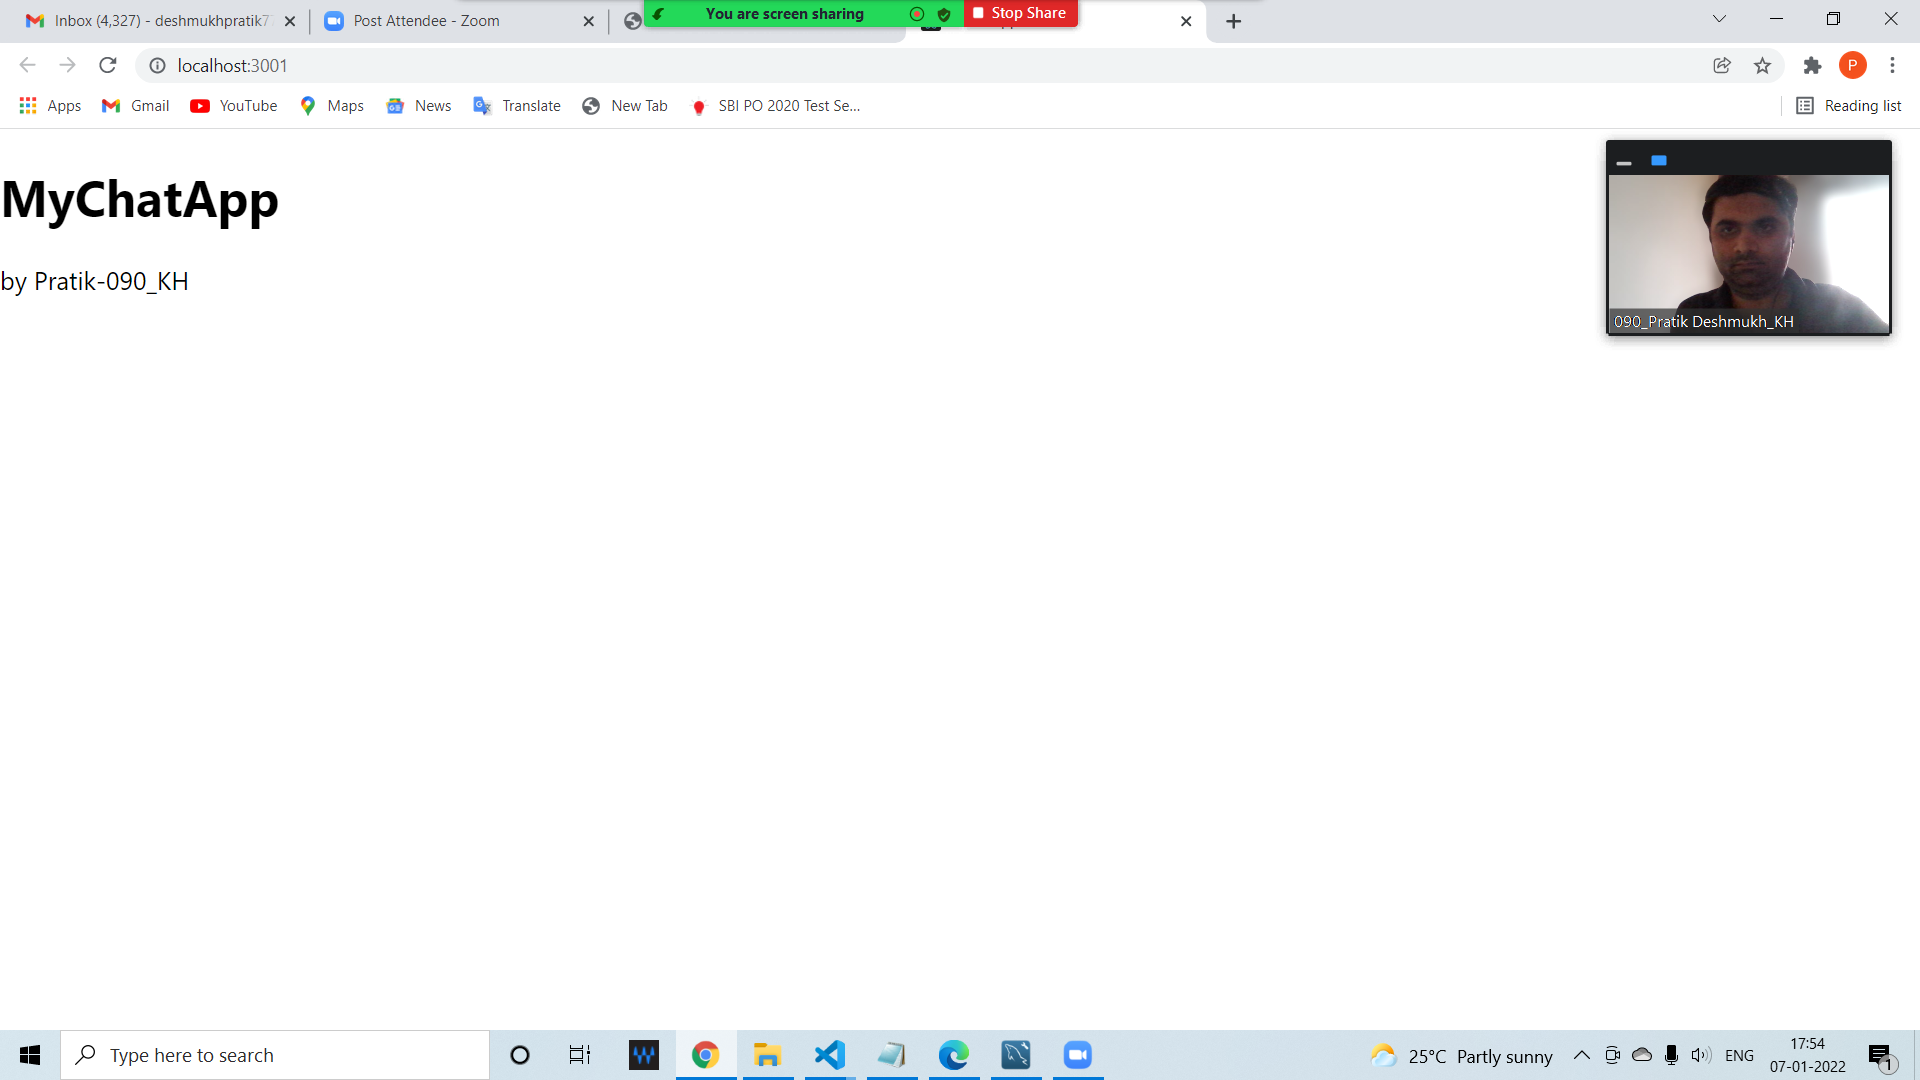 Inbox (4,327) - deshmukhpratik77
Post Attendee - Zoom
You are screen sharing
Stop Share
localhost:3001
P
Apps
Gmail
YouTube
Maps
News
Translate
New Tab
SBI PO 2020 Test Se...
Reading list
MyChatApp
by Pratik-090_KH
090_Pratik Deshmukh_KH
Type here to search
25°C Partly sunny
ENG
17:54
07-01-2022
1